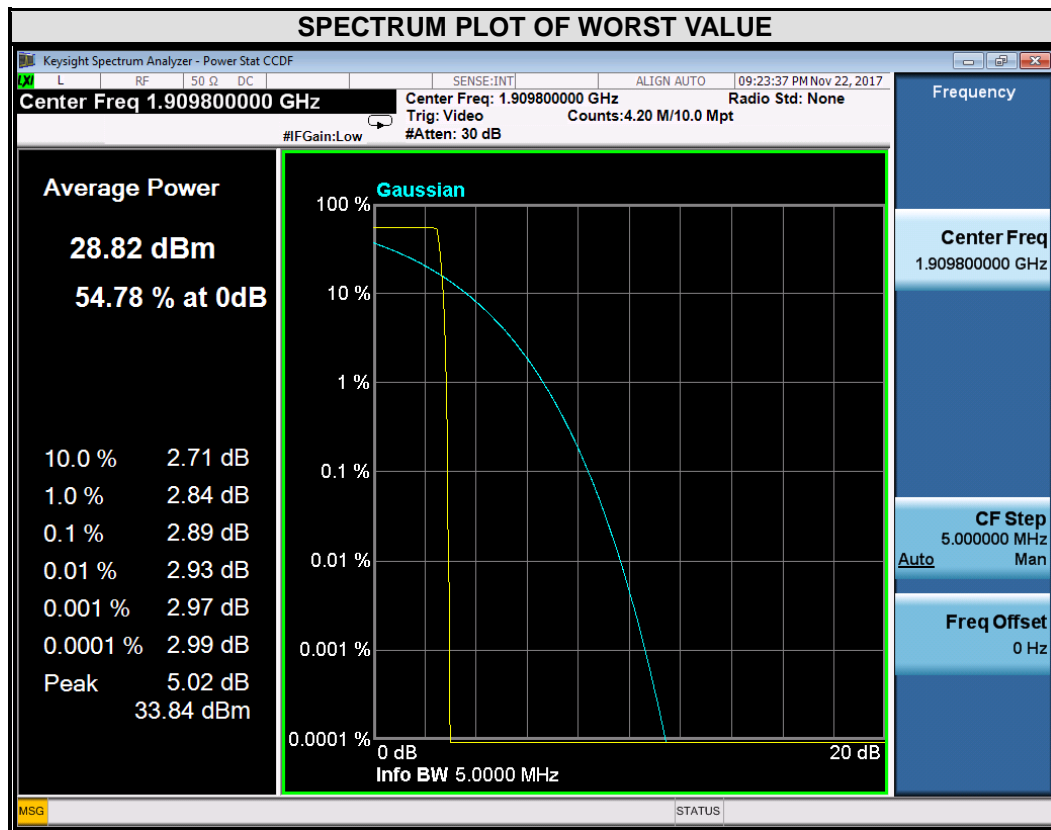 SPECTRUM PLOT OF WORST VALUE
Keysight Spectrum Analyzer - Power Stat CCDF
LXI L RF 50 Ω DC SENSE:INT ALIGN AUTO 09:23:37 PM Nov 22, 2017
Center Freq 1.909800000 GHz
Center Freq: 1.909800000 GHz Radio Std: None
Trig: Video Counts:4.20 M/10.0 Mpt
#IFGain:Low #Atten: 30 dB
Average Power
28.82 dBm
54.78 % at 0dB
10.0 % 2.71 dB
1.0 % 2.84 dB
0.1 % 2.89 dB
0.01 % 2.93 dB
0.001 % 2.97 dB
0.0001 % 2.99 dB
Peak 5.02 dB
33.84 dBm
Gaussian
100 %
10 %
1 %
0.1 %
0.01 %
0.001 %
0.0001 %
0 dB 20 dB
Info BW 5.0000 MHz
Frequency
Center Freq
1.909800000 GHz
CF Step
5.000000 MHz
Auto Man
Freq Offset
0 Hz
MSG STATUS